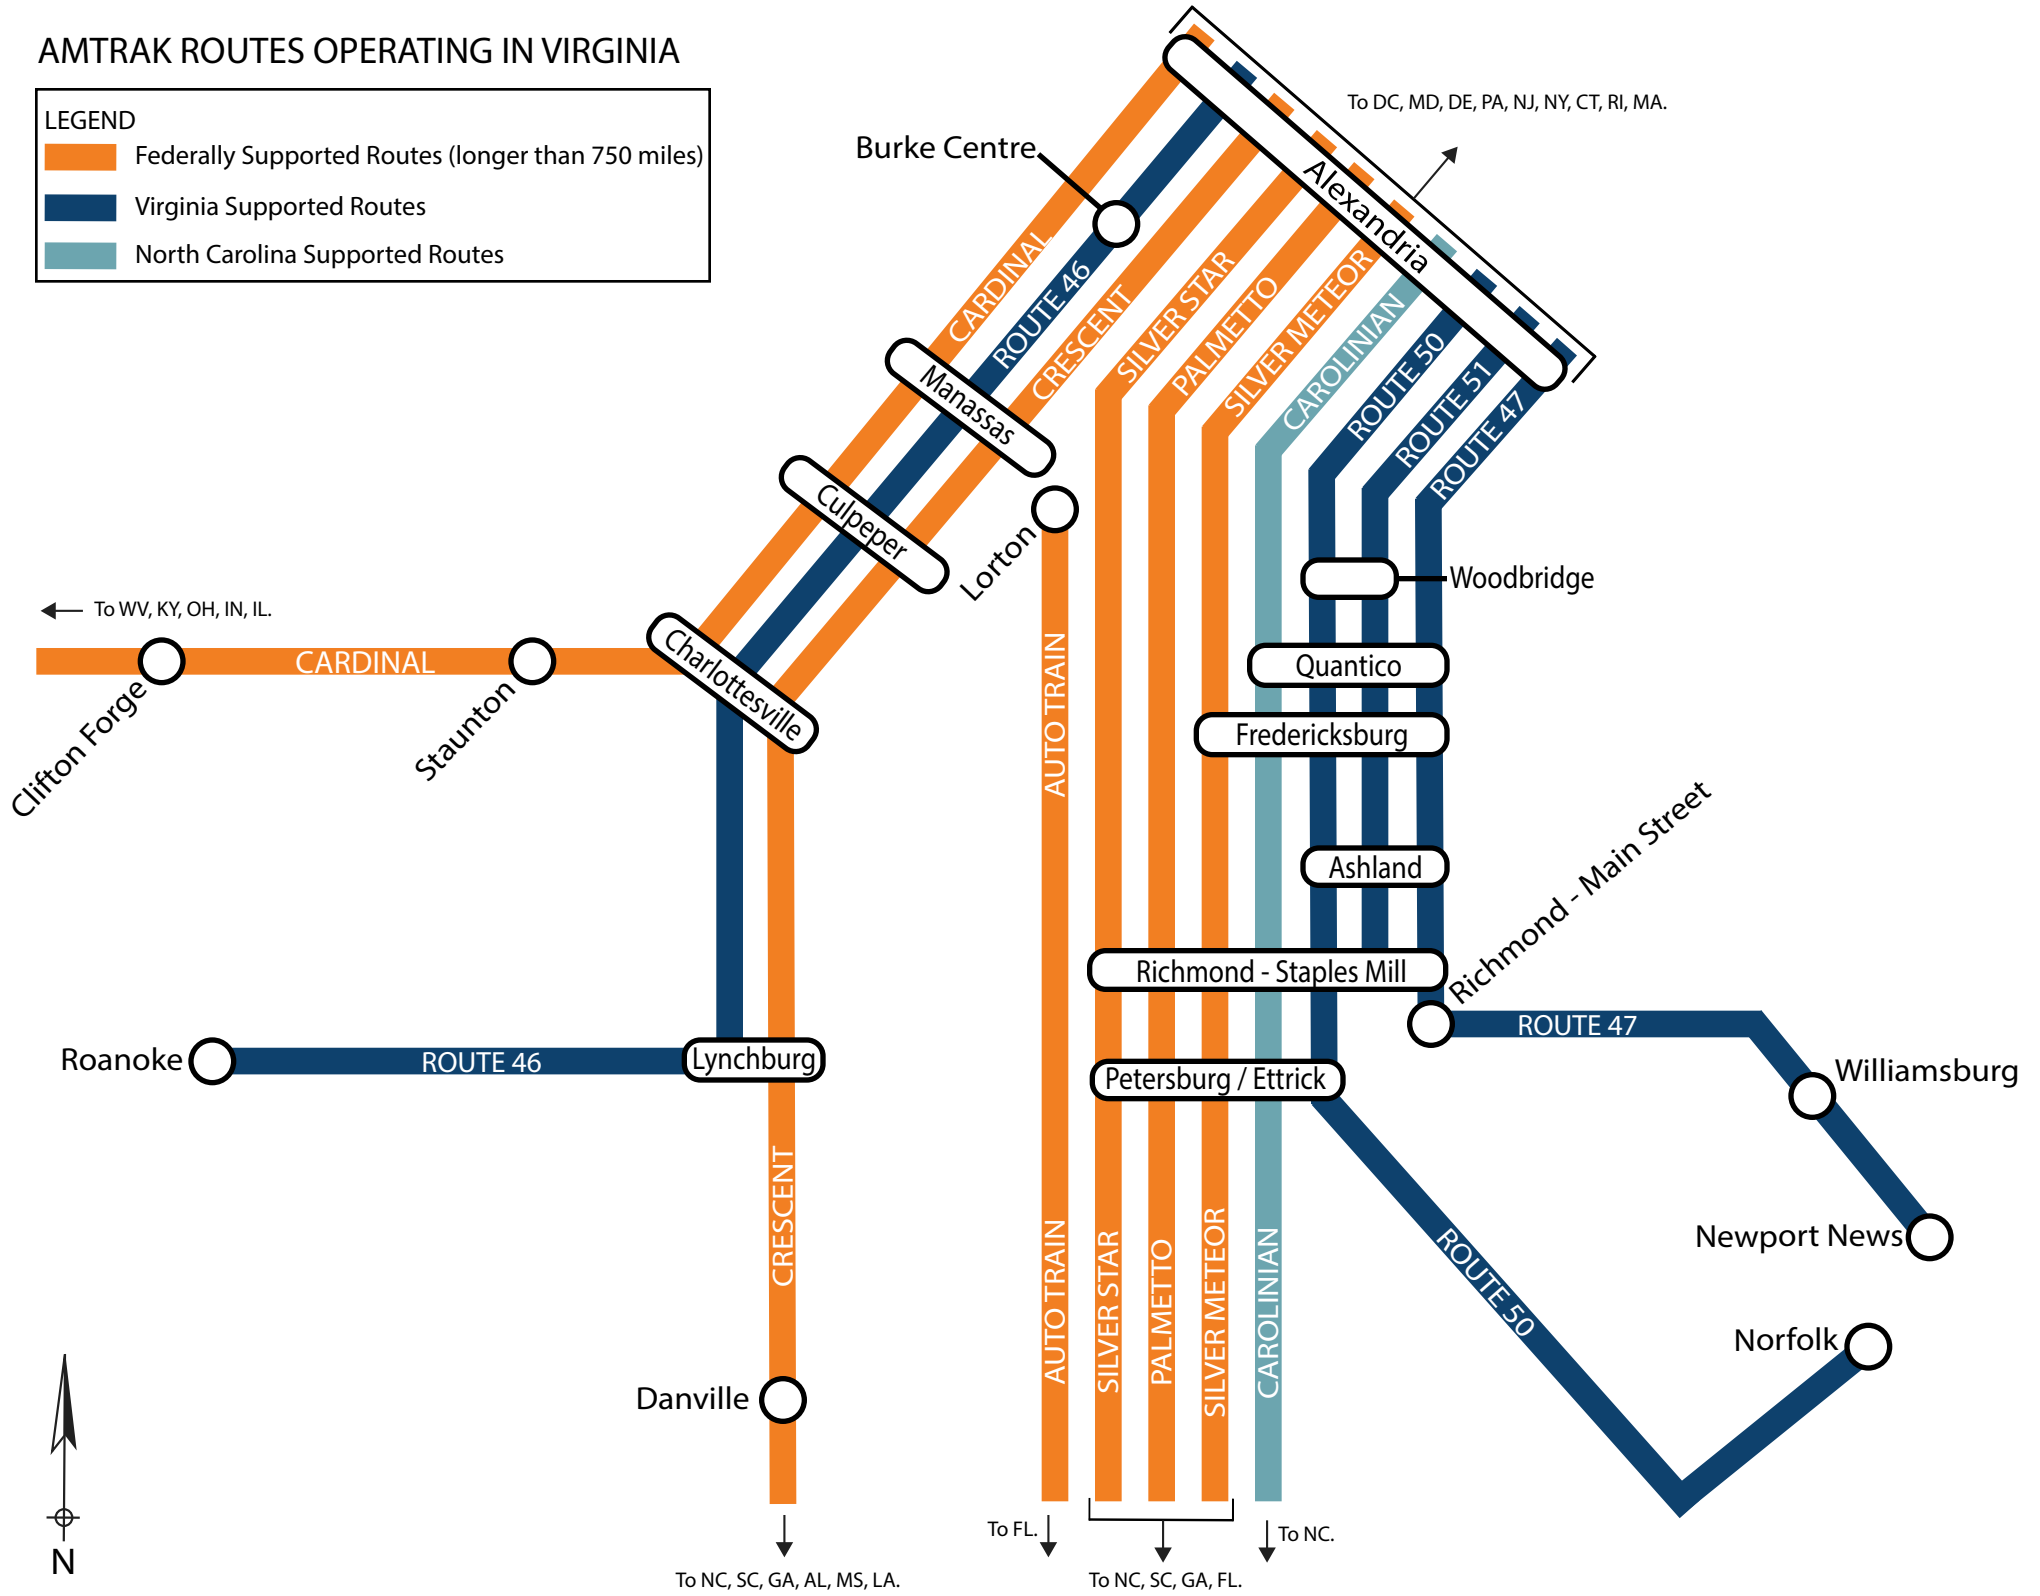 AMTRAK ROUTES OPERATING IN VIRGINIA
LEGEND
Federally Supported Routes (longer than 750 miles)
Virginia Supported Routes
North Carolina Supported Routes
To DC, MD, DE, PA, NJ, NY, CT, RI, MA.
Burke Centre
Alexandria
CARDINAL
ROUTE 46
CRESCENT
SILVER STAR
PALMETTO
SILVER METEOR
CAROLINIAN
ROUTE 50
ROUTE 51
ROUTE 47
Manassas
Culpeper
Lorton
Woodbridge
To WV, KY, OH, IN, IL.
CARDINAL
Clifton Forge
Staunton
Charlottesville
AUTO TRAIN
Quantico
Fredericksburg
Ashland
Richmond - Main Street
Richmond - Staples Mill
ROUTE 47
Roanoke
ROUTE 46
Lynchburg
Petersburg / Ettrick
Williamsburg
CRESCENT
AUTO TRAIN
SILVER STAR
PALMETTO
SILVER METEOR
CAROLINIAN
ROUTE 50
Newport News
Norfolk
Danville
N
To FL.
To NC.
To NC, SC, GA, AL, MS, LA.
To NC, SC, GA, FL.